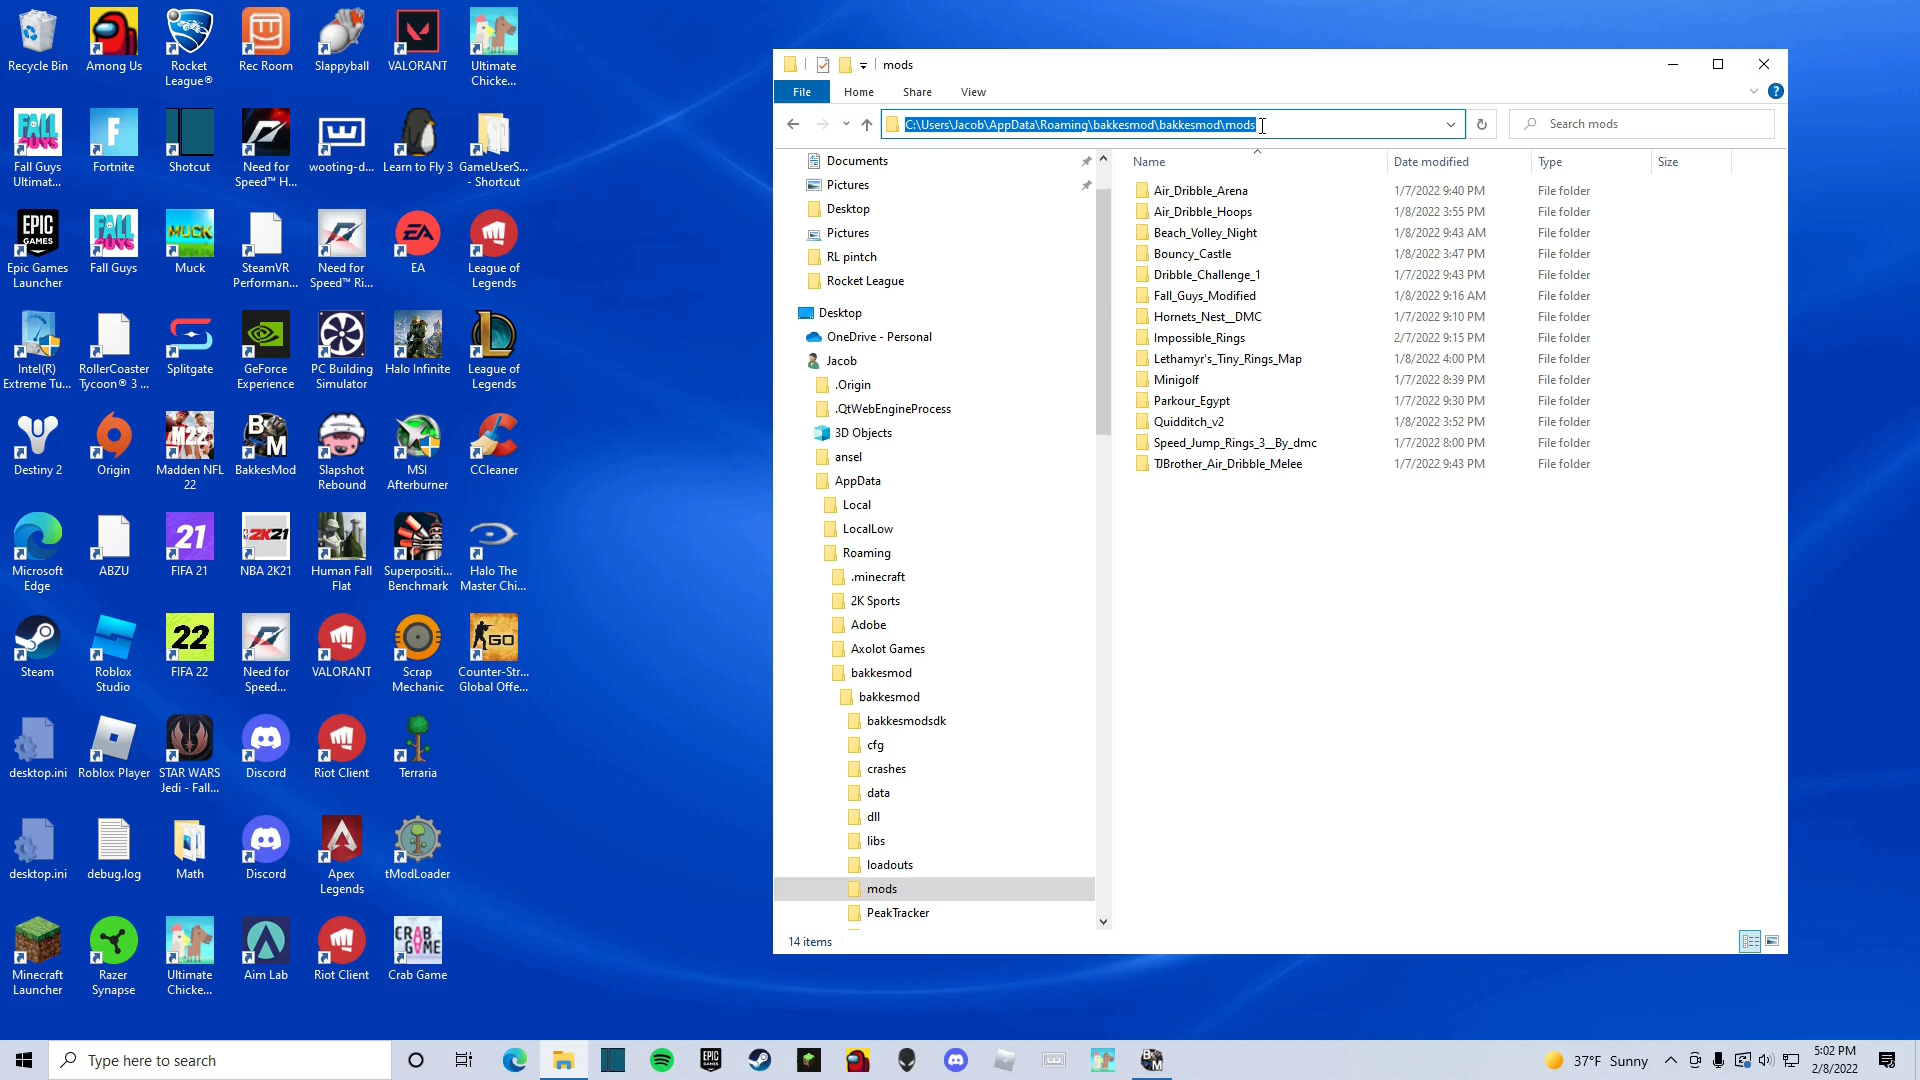 Recycle Bin
Among Us
Rocket League®
Rec Room
Slappyball
VALORANT
Ultimate Chicke...
Fall Guys Ultimat...
Fortnite
Shotcut
Need for Speed™ H...
wooting-d...
Learn to Fly 3
GameUserS... - Shortcut
Epic Games Launcher
Fall Guys
Muck
SteamVR Performan...
Need for Speed™ Ri...
EA
League of Legends
Intel(R) Extreme Tu...
RollerCoaster Tycoon® 3 ...
Splitgate
GeForce Experience
PC Building Simulator
Halo Infinite
League of Legends
Destiny 2
Origin
Madden NFL 22
BakkesMod
Slapshot Rebound
MSI Afterburner
CCleaner
Microsoft Edge
ABZU
FIFA 21
NBA 2K21
Human Fall Flat
Superpositi... Benchmark
Halo The Master Chi...
Steam
Roblox Studio
FIFA 22
Need for Speed...
VALORANT
Scrap Mechanic
Counter-Str... Global Offe...
desktop.ini
Roblox Player
STAR WARS Jedi - Fall...
Discord
Riot Client
Terraria
desktop.ini
debug.log
Math
Discord
Apex Legends
tModLoader
Minecraft Launcher
Razer Synapse
Ultimate Chicke...
Aim Lab
Riot Client
Crab Game
mods
File Home Share View
C:\Users\Jacob\AppData\Roaming\bakkesmod\bakkesmod\mods
Search mods
Documents
Pictures
Desktop
Pictures
RL pintch
Rocket League
Desktop
OneDrive - Personal
Jacob
.Origin
.QtWebEngineProcess
3D Objects
ansel
AppData
Local
LocalLow
Roaming
.minecraft
2K Sports
Adobe
Axolot Games
bakkesmod
bakkesmod
bakkesmodsdk
cfg
crashes
data
dll
libs
loadouts
mods
PeakTracker
Name Date modified Type Size
Air_Dribble_Arena 1/7/2022 9:40 PM File folder
Air_Dribble_Hoops 1/8/2022 3:55 PM File folder
Beach_Volley_Night 1/8/2022 9:43 AM File folder
Bouncy_Castle 1/8/2022 3:47 PM File folder
Dribble_Challenge_1 1/7/2022 9:43 PM File folder
Fall_Guys_Modified 1/8/2022 9:16 AM File folder
Hornets_Nest__DMC 1/7/2022 9:10 PM File folder
Impossible_Rings 2/7/2022 9:15 PM File folder
Lethamyr's_Tiny_Rings_Map 1/8/2022 4:00 PM File folder
Minigolf 1/7/2022 8:39 PM File folder
Parkour_Egypt 1/7/2022 9:30 PM File folder
Quidditch_v2 1/8/2022 3:52 PM File folder
Speed_Jump_Rings_3__By_dmc 1/7/2022 8:00 PM File folder
TJBrother_Air_Dribble_Melee 1/7/2022 9:43 PM File folder
14 items
Type here to search
37°F Sunny
5:02 PM
2/8/2022